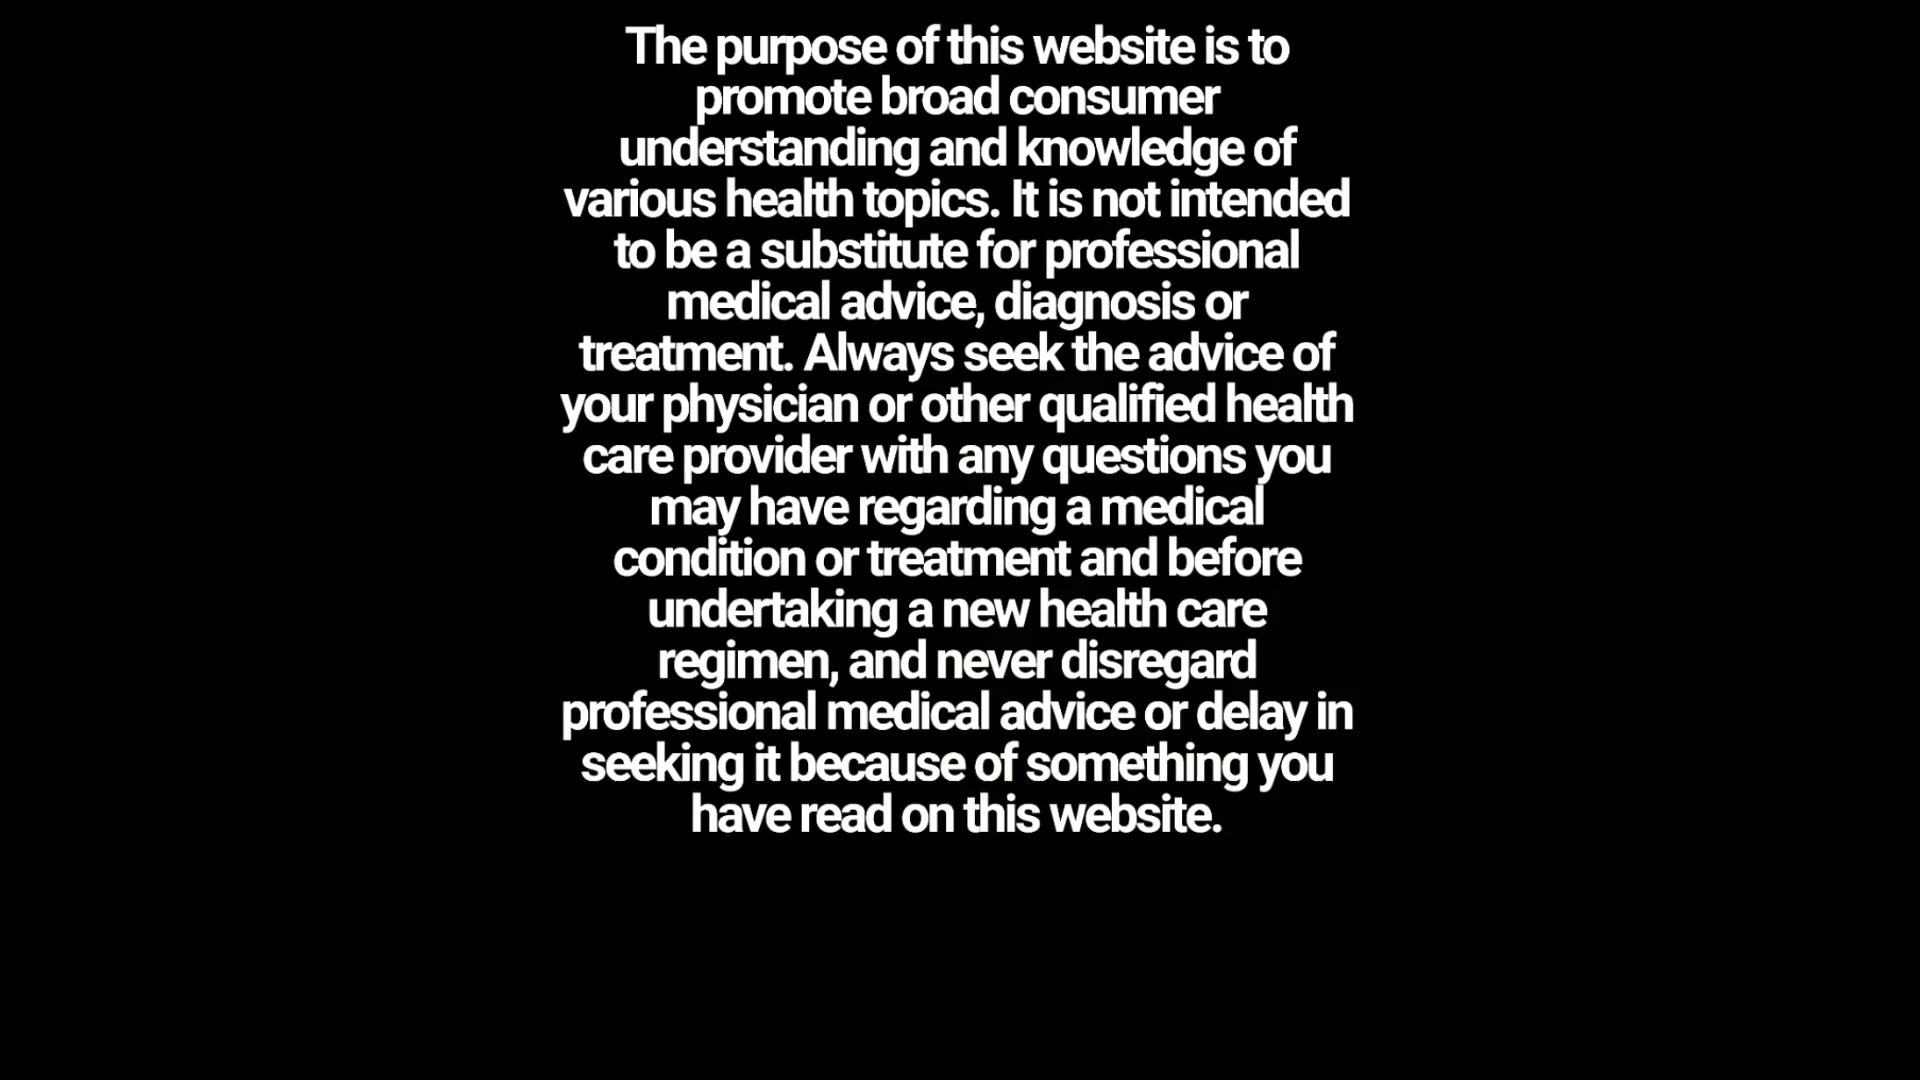 The purpose of this website is to
promote broad consumer
understanding and knowledge of
various health topics. It is not intended
to be a substitute for professional
medical advice, diagnosis or
treatment. Always seek the advice of
your physician or other qualified health
care provider with any questions you
may have regarding a medical
condition or treatment and before
undertaking a new health care
regimen, and never disregard
professional medical advice or delay in
seeking it because of something you
have read on this website.